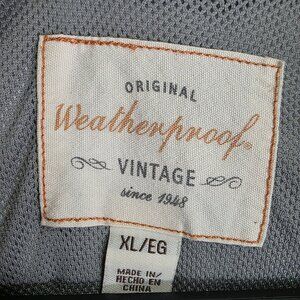 ORIGINAL
Weatherproof®
VINTAGE
since 1948
XL/EG
MADE IN/
HECHO EN
CHINA